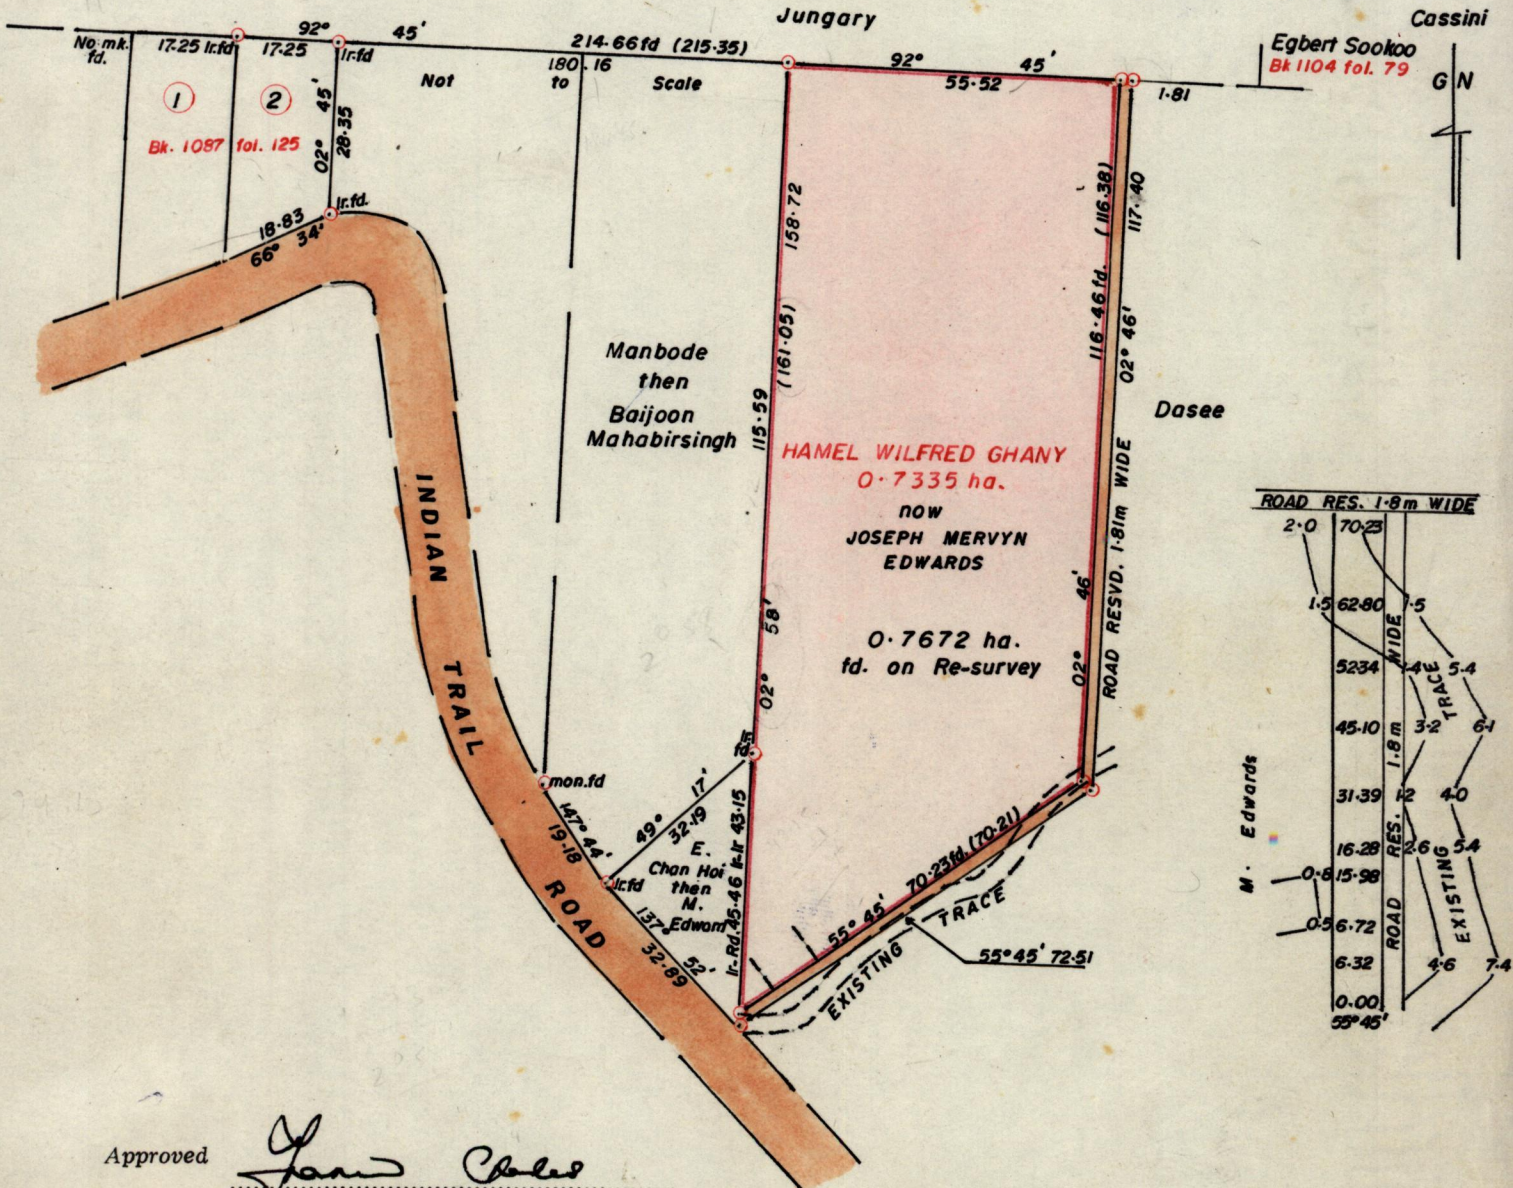 Jungary
Cassini
92° 45'
No mk.
fd.
17·25 Ir.fd
17·25
Ir.fd
214·66 fd (215·35)
180·16
Not to Scale
92° 45'
55·52
1·81
Egbert Sookoo
Bk 1104 fol. 79
G N
1
2
Bk. 1087 fol. 125
02° 45'
28·35
Ir.fd.
18·83
66° 34'
158·72
(161·05)
115·59
02° 58'
(116·38)
116·46 fd.
02° 46'
117·40
02° 46'
ROAD RESVD. 1·81m WIDE
Manbode
then
Baijoon
Mahabirsingh
Dasee
HAMEL WILFRED GHANY
0·7335 ha.
now
JOSEPH MERVYN
EDWARDS
0·7672 ha.
fd. on Re-survey
INDIAN TRAIL ROAD
mon.fd
147° 44'
19·18
49° 17'
32·19
Ir.
fd.
E.
Chan Hoi
then
M.
Edward
Ir.fd
137° 52'
32·89
Ir-Rd. 45·46 Ir-Ir 43·15
55° 45' 70·23fd. (70·21)
EXISTING TRACE
55° 45' 72·51
ROAD RES. 1·8m WIDE
2·0 70·23
1·5 62·80 1·5
52·34 ·4 5·4
45·10 3·2 6·1
31·39 1·2 4·0
16·28 2·6 5·4
0·8 15·98
0·5 6·72
6·32 4·6 7·4
0·00
55° 45'
M. Edwards
ROAD RES. 1.8m WIDE
EXISTING TRACE
Approved